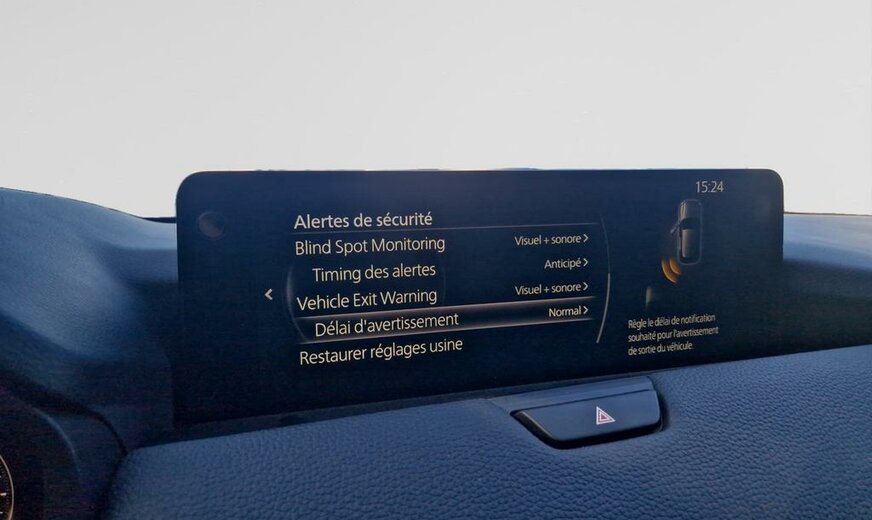 15:24
Alertes de sécurité
Blind Spot Monitoring Visuel + sonore
Timing des alertes Anticipé
Vehicle Exit Warning Visuel + sonore
Délai d'avertissement Normal
Restaurer réglages usine
Règle le délai de notification
souhaité pour l'avertissement
de sortie du véhicule.